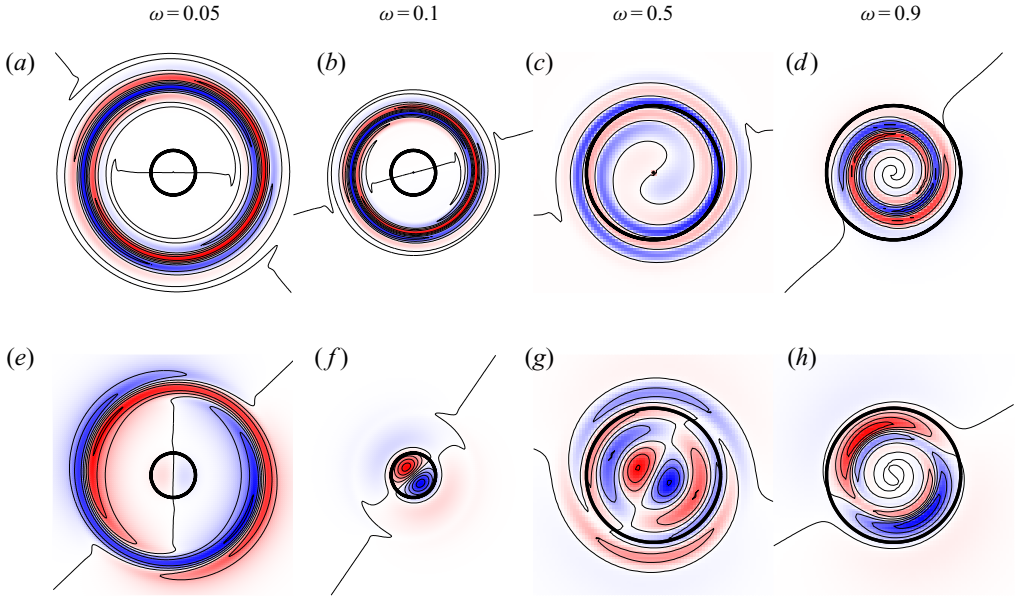 ω = 0.05 ω = 0.1 ω = 0.5 ω = 0.9
(a) (b) (c) (d)
(e) (f) (g) (h)